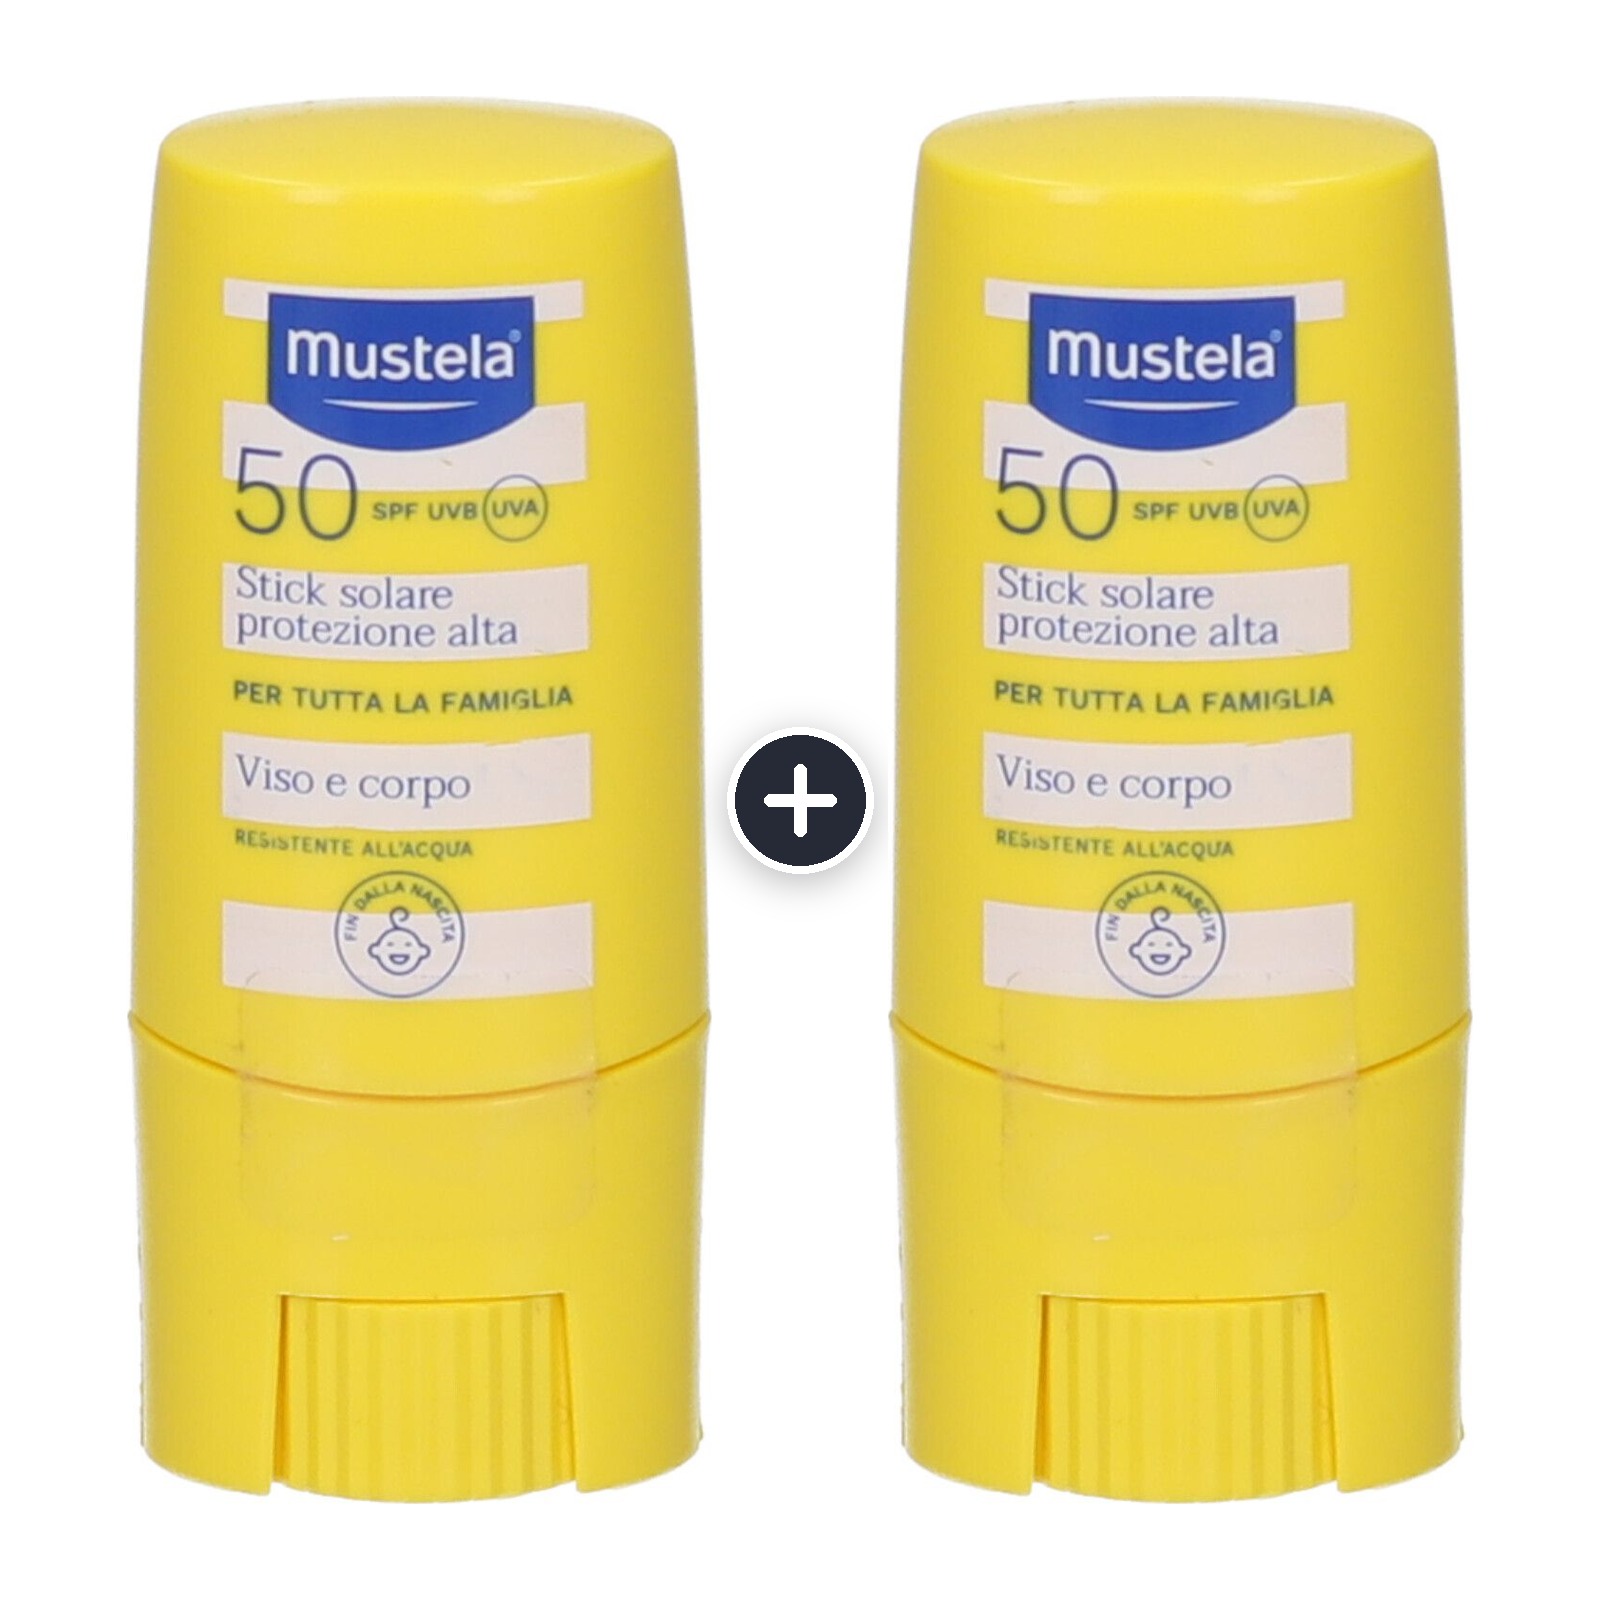 mustela®
50 SPF UVB UVA
Stick solare
protezione alta
PER TUTTA LA FAMIGLIA
Viso e corpo
RESISTENTE ALL'ACQUA
FIN DALLA NASCITA
mustela®
50 SPF UVB UVA
Stick solare
protezione alta
PER TUTTA LA FAMIGLIA
Viso e corpo
RESISTENTE ALL'ACQUA
FIN DALLA NASCITA